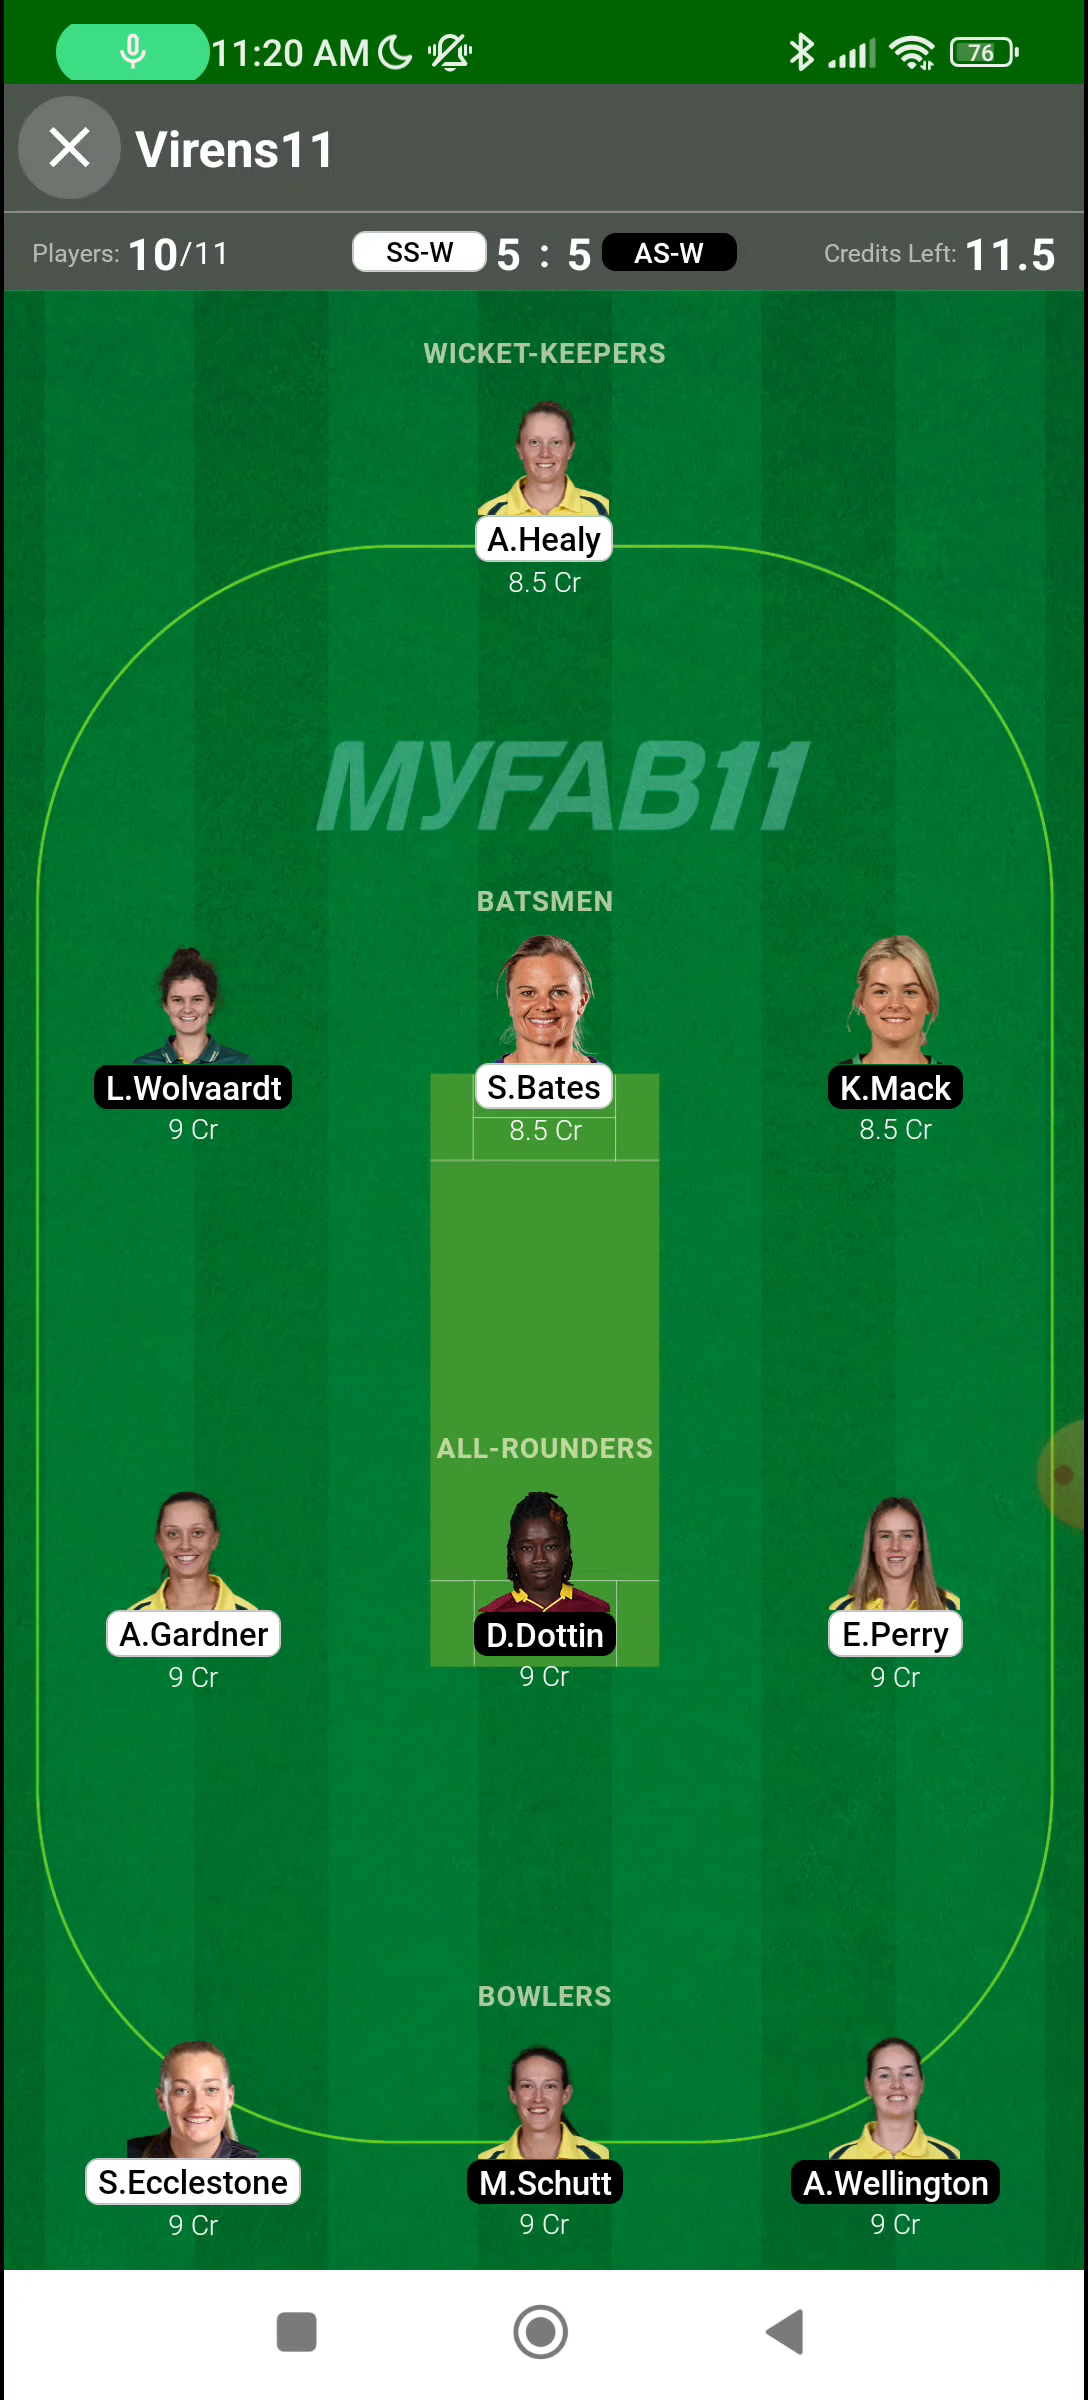 11:20 AM 76
Virens11
Players: 10/11 SS-W 5 : 5 AS-W Credits Left: 11.5
WICKET-KEEPERS
A.Healy
8.5 Cr
MYFAB11
BATSMEN
L.Wolvaardt S.Bates K.Mack
9 Cr 8.5 Cr 8.5 Cr
ALL-ROUNDERS
A.Gardner D.Dottin E.Perry
9 Cr 9 Cr 9 Cr
BOWLERS
S.Ecclestone M.Schutt A.Wellington
9 Cr 9 Cr 9 Cr